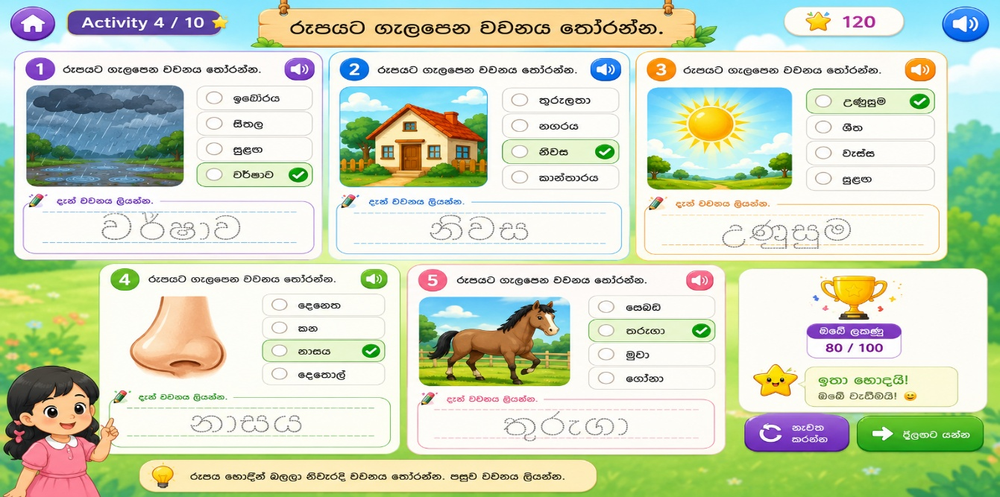 Activity 4 / 10
රූපයට ගැලපෙන වචනය තෝරන්න.
120
1 රූපයට ගැලපෙන වචනය තෝරන්න.
ඉඬෝරය
සිතල
සුළඟ
වර්ෂාව
දැන් වචනය ලියන්න.
වර්ෂාව
2 රූපයට ගැලපෙන වචනය තෝරන්න.
තුරුලතා
නගරය
නිවස
කාන්තාරය
දැන් වචනය ලියන්න.
නිවස
3 රූපයට ගැලපෙන වචනය තෝරන්න.
උණුසුම
ශීත
වැස්ස
සුළඟ
දැන් වචනය ලියන්න.
උණුසුම
4 රූපයට ගැලපෙන වචනය තෝරන්න.
දෙනෙත
කන
නාසය
දෙතොල්
දැන් වචනය ලියන්න.
නාසය
5 රූපයට ගැලපෙන වචනය තෝරන්න.
තරුගා
මුවා
ගෝනා
දැන් වචනය ලියන්න.
තුරුගා
ඔබේ ලකුණු
80 / 100
ඉතා හොඳයි!
ඔබේ වැඩිමයි!
නැවත
කරන්න
යන්න
රූපය හොඳින් බලලා නිවැරදි වචනය තෝරන්න. පසුව වචනය ලියන්න.